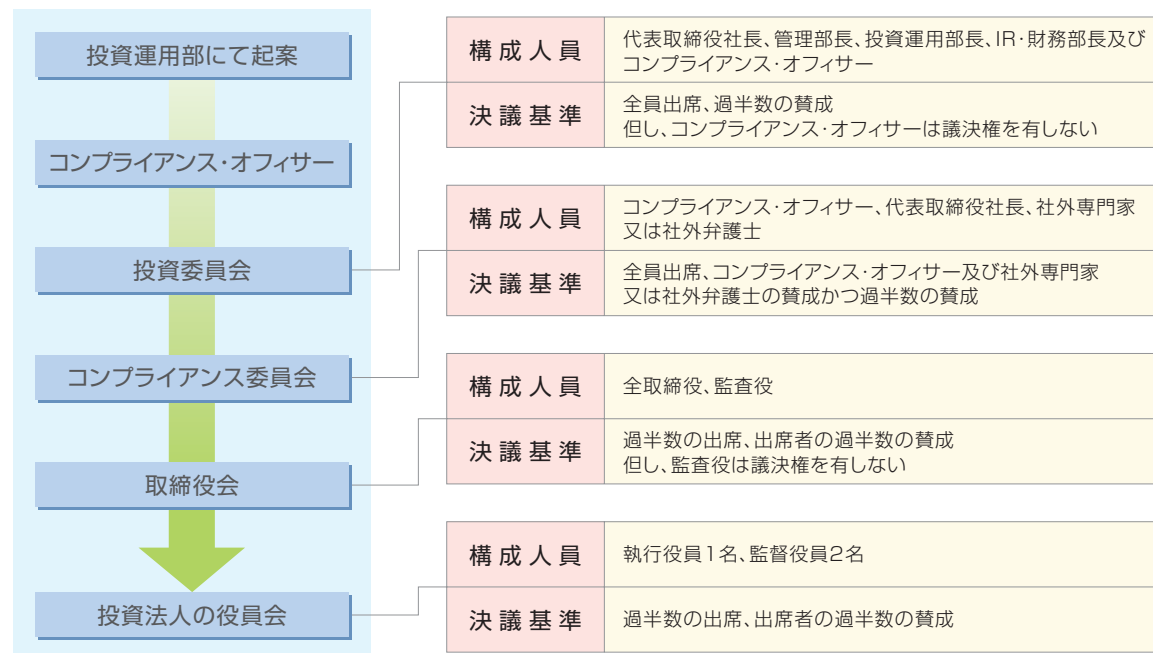 投資運用部にて起案
コンプライアンス・オフィサー
投資委員会
コンプライアンス委員会
取締役会
投資法人の役員会
構成人員
代表取締役社長、管理部長、投資運用部長、IR・財務部長及び
コンプライアンス・オフィサー
決議基準
全員出席、過半数の賛成
但し、コンプライアンス・オフィサーは議決権を有しない
構成人員
コンプライアンス・オフィサー、代表取締役社長、社外専門家
又は社外弁護士
決議基準
全員出席、コンプライアンス・オフィサー及び社外専門家
又は社外弁護士の賛成かつ過半数の賛成
構成人員
全取締役、監査役
決議基準
過半数の出席、出席者の過半数の賛成
但し、監査役は議決権を有しない
構成人員
執行役員1名、監督役員2名
決議基準
過半数の出席、出席者の過半数の賛成